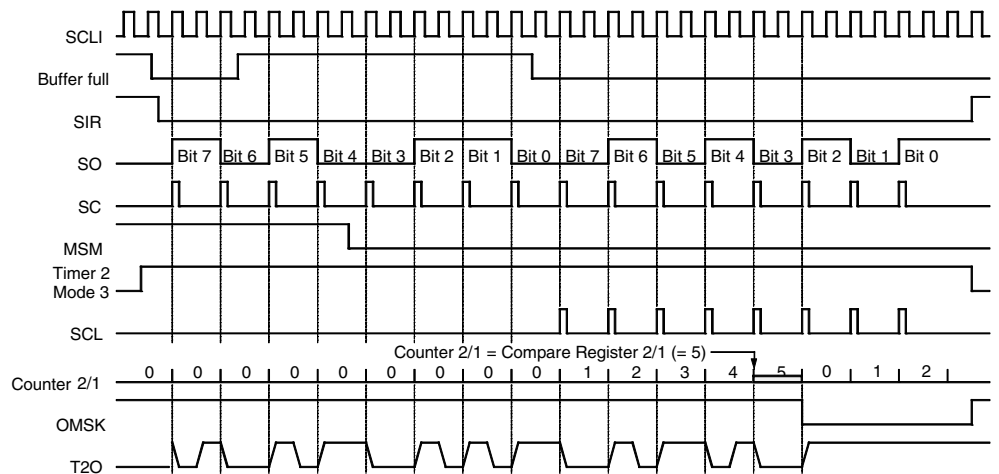 SCLI
Buffer full
SIR
SO Bit 7 Bit 6 Bit 5 Bit 4 Bit 3 Bit 2 Bit 1 Bit 0 Bit 7 Bit 6 Bit 5 Bit 4 Bit 3 Bit 2 Bit 1 Bit 0
SC
MSM
Timer 2
Mode 3
SCL
Counter 2/1 = Compare Register 2/1 (= 5)
Counter 2/1 0 0 0 0 0 0 0 0 0 1 2 3 4 5 0 1 2
OMSK
T2O